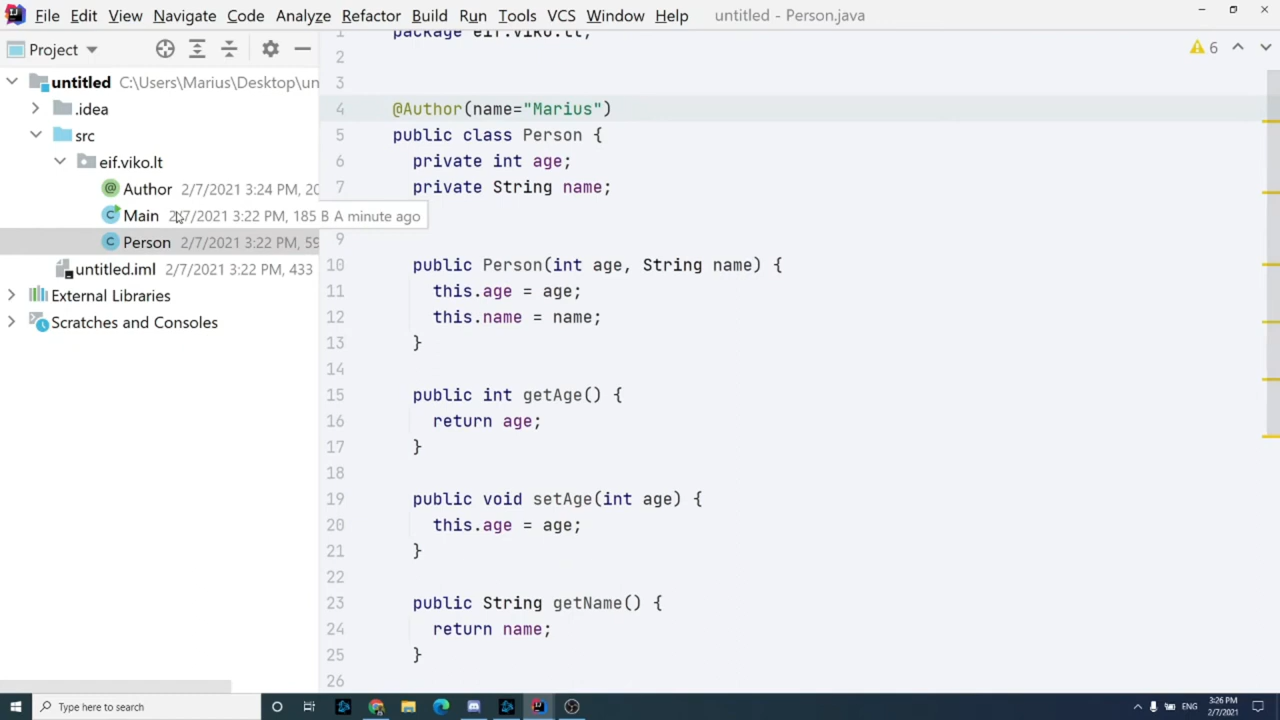 File Edit View Navigate Code Analyze Refactor Build Run Tools VCS Window Help untitled - Person.java
Project
untitled C:\Users\Marius\Desktop\un
.idea
src
eif.viko.lt
Author 2/7/2021 3:24 PM, 20
Main 2/7/2021 3:22 PM, 185 B A minute ago
Person 2/7/2021 3:22 PM, 59
untitled.iml 2/7/2021 3:22 PM, 433
External Libraries
Scratches and Consoles
6
1 package eif.viko.lt;
2
3
4 @Author(name="Marius")
5 public class Person {
6 private int age;
7 private String name;
9
10 public Person(int age, String name) {
11 this.age = age;
12 this.name = name;
13 }
14
15 public int getAge() {
16 return age;
17 }
18
19 public void setAge(int age) {
20 this.age = age;
21 }
22
23 public String getName() {
24 return name;
25 }
26
Type here to search
ENG
3:26 PM
2/7/2021